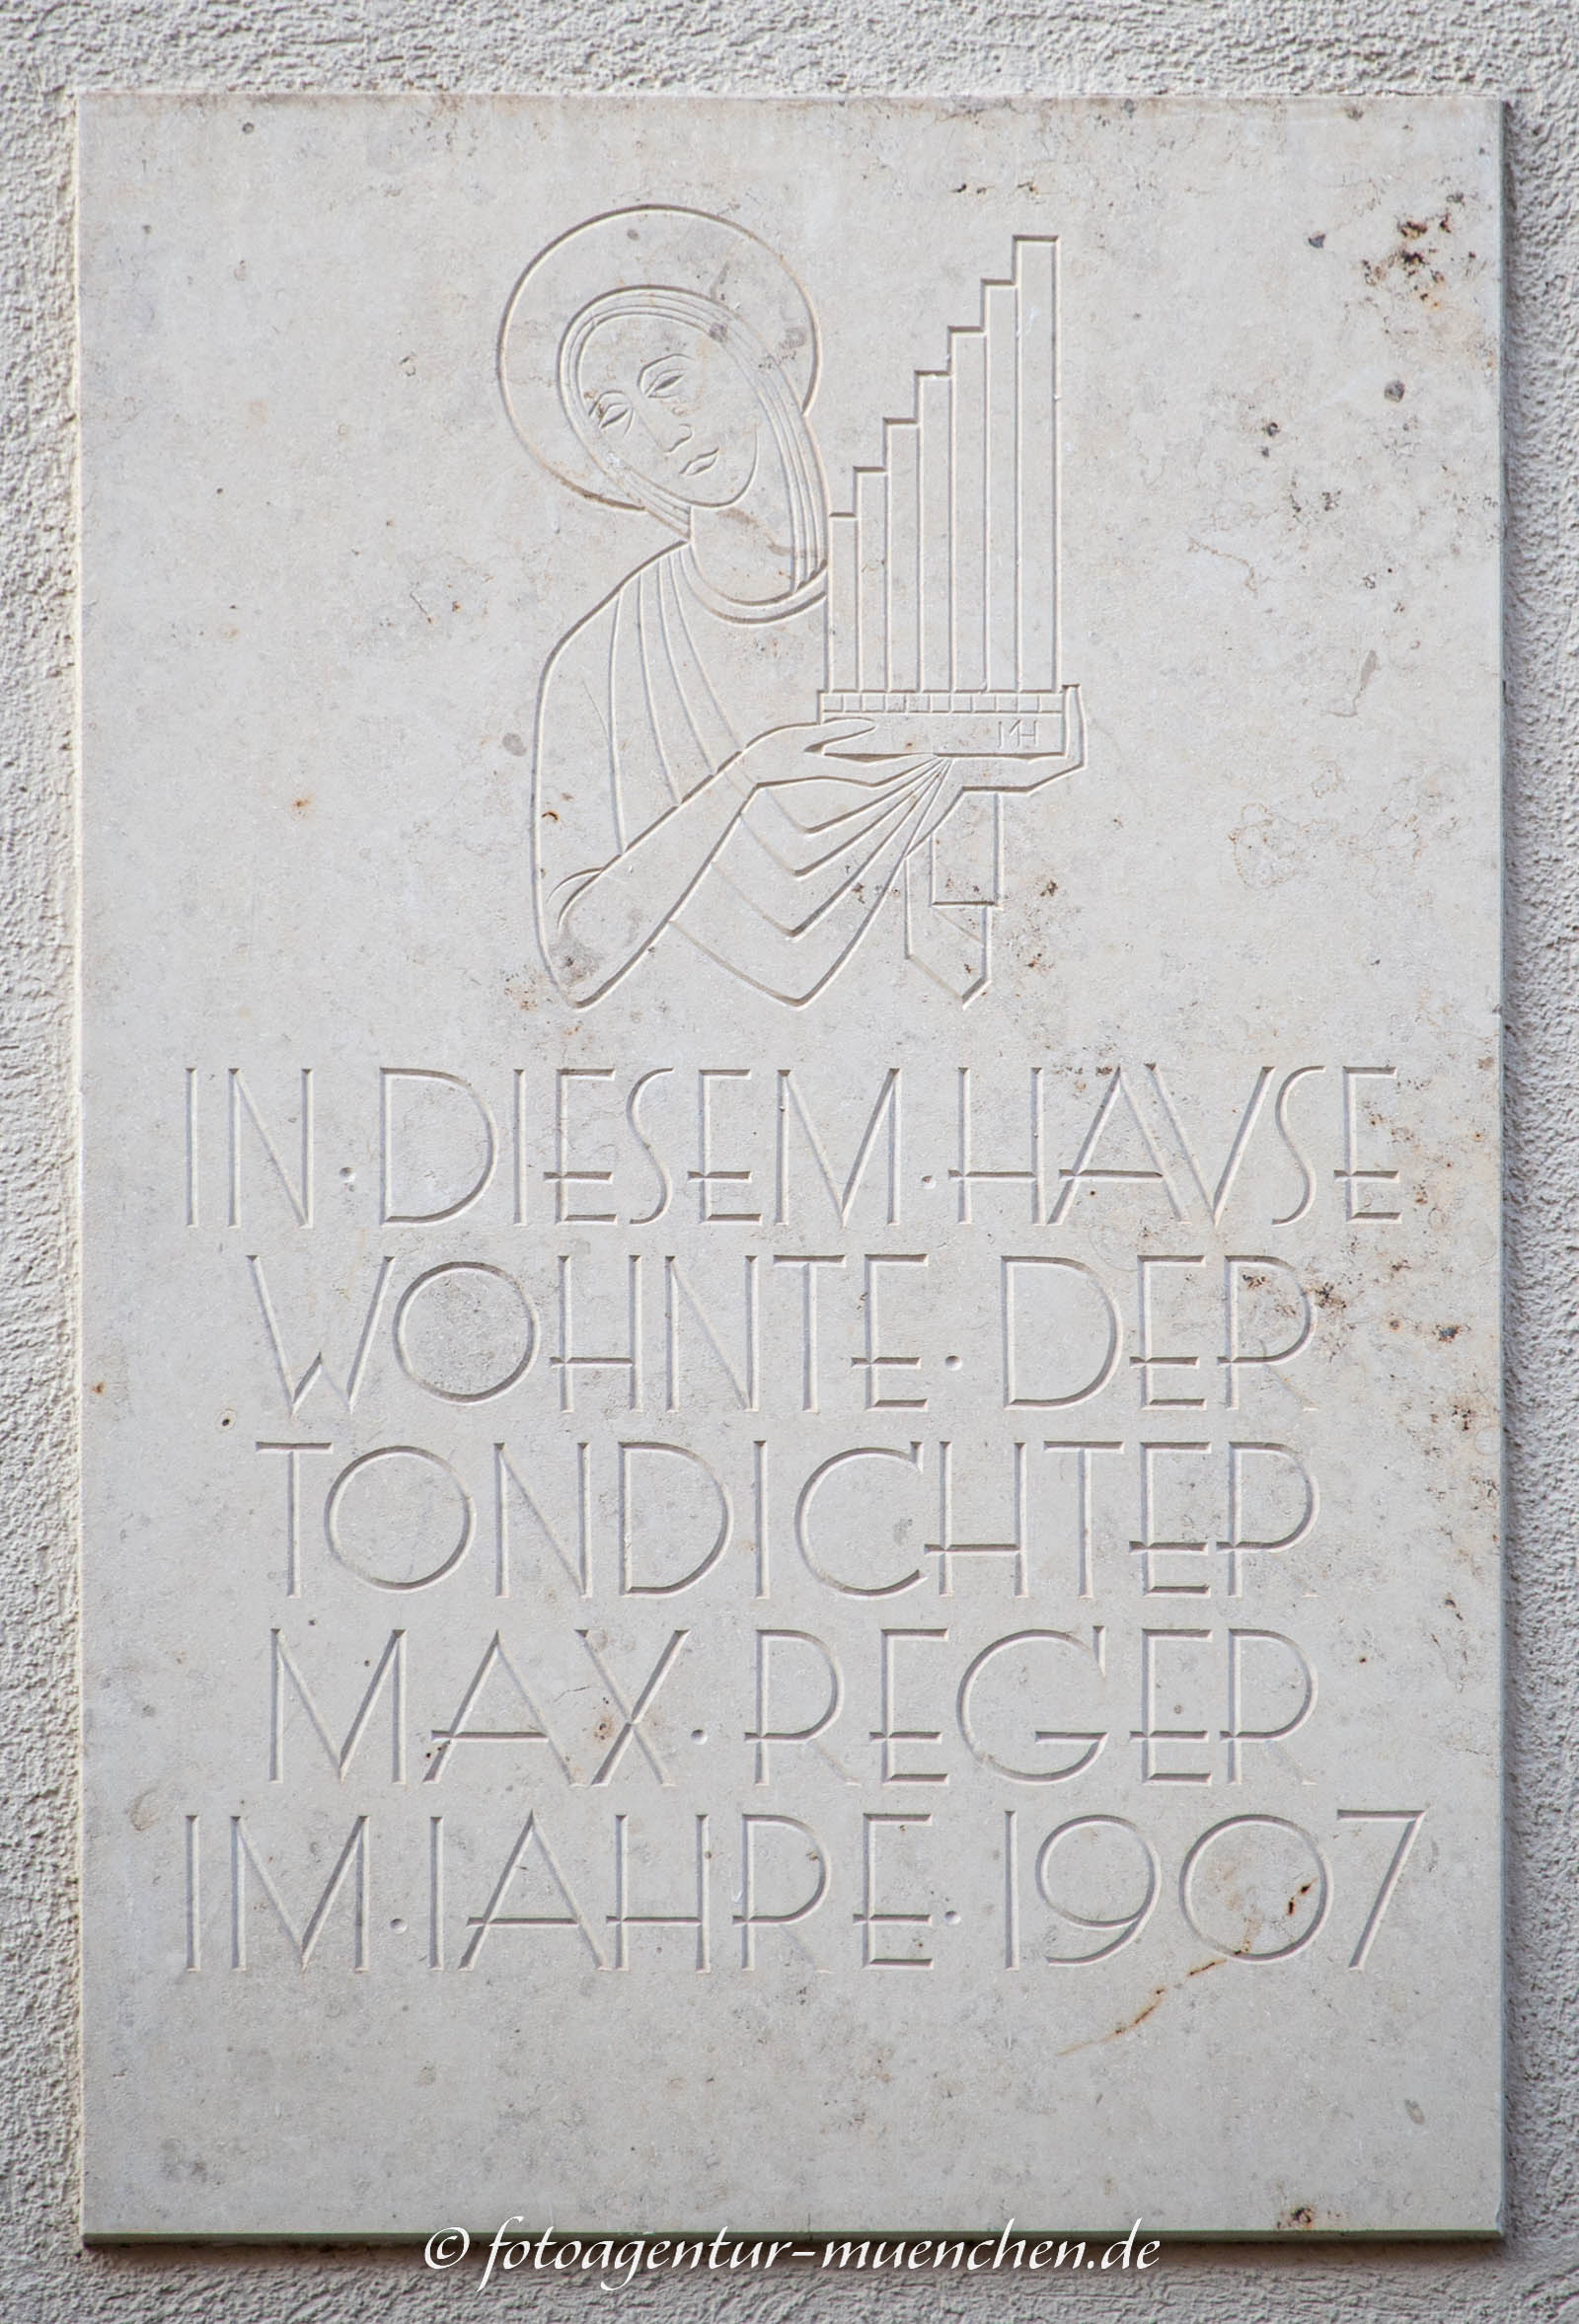 IN·DIESEM·HAVSE
WOHNTE·DER
TONDICHTER
MAX·REGER
IM·IAHRE·1907
© fotoagentur-muenchen.de